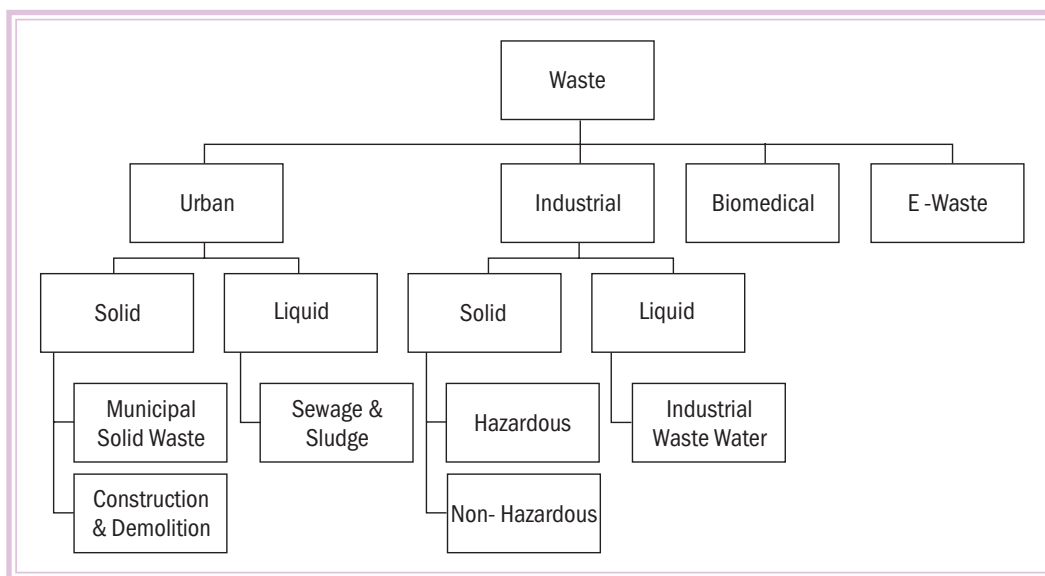 Waste
Urban
Industrial
Biomedical
E -Waste
Solid
Liquid
Solid
Liquid
Municipal
Solid Waste
Sewage &
Sludge
Hazardous
Industrial
Waste Water
Construction
& Demolition
Non- Hazardous